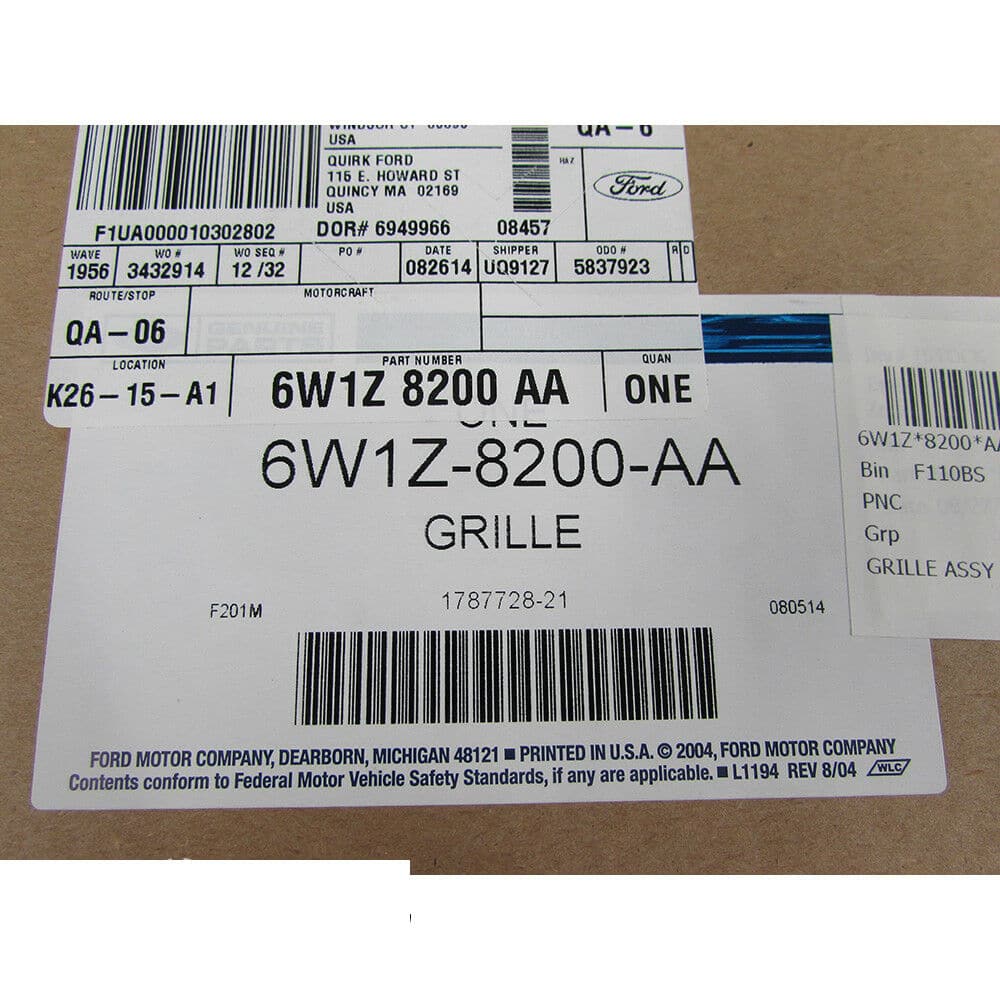 USA
QUIRK FORD
115 E. HOWARD ST
QUINCY MA 02169
USA
DOR# 6949966
08457
QA-6
HAZ
Ford
F1UA000010302802
WAVE
1956
WO #
3432914
WO SEQ #
12 /32
PO #
DATE
082614
SHIPPER
UQ9127
ODO #
5837923
R
D
ROUTE/STOP
QA-06
MOTORCRAFT
GENUINE
PARTS
LOCATION
K26-15-A1
PART NUMBER
6W1Z 8200 AA
QUAN
ONE
ONE
6W1Z-8200-AA
GRILLE
F201M
1787728-21
080514
FORD MOTOR COMPANY, DEARBORN, MICHIGAN 48121 ■ PRINTED IN U.S.A. © 2004, FORD MOTOR COMPANY
Contents conform to Federal Motor Vehicle Safety Standards, if any are applicable. ■ L1194 REV 8/04 WLC
6W1Z*8200*AA
Bin F110BS
PNC
Grp
GRILLE ASSY